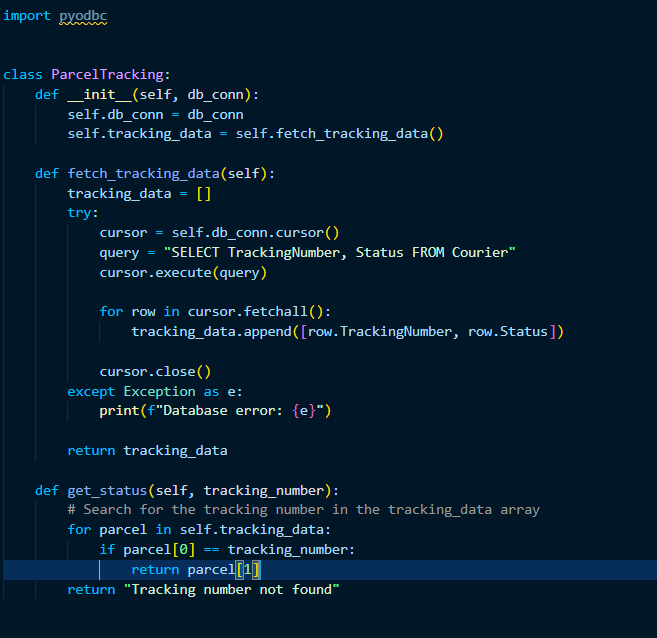 import pyodbc
class ParcelTracking:
    def __init__(self, db_conn):
        self.db_conn = db_conn
        self.tracking_data = self.fetch_tracking_data()
    def fetch_tracking_data(self):
        tracking_data = []
        try:
            cursor = self.db_conn.cursor()
            query = "SELECT TrackingNumber, Status FROM Courier"
            cursor.execute(query)
            for row in cursor.fetchall():
                tracking_data.append([row.TrackingNumber, row.Status])
            cursor.close()
        except Exception as e:
            print(f"Database error: {e}")
        return tracking_data
    def get_status(self, tracking_number):
        # Search for the tracking number in the tracking_data array
        for parcel in self.tracking_data:
            if parcel[0] == tracking_number:
                return parcel[1]
        return "Tracking number not found"